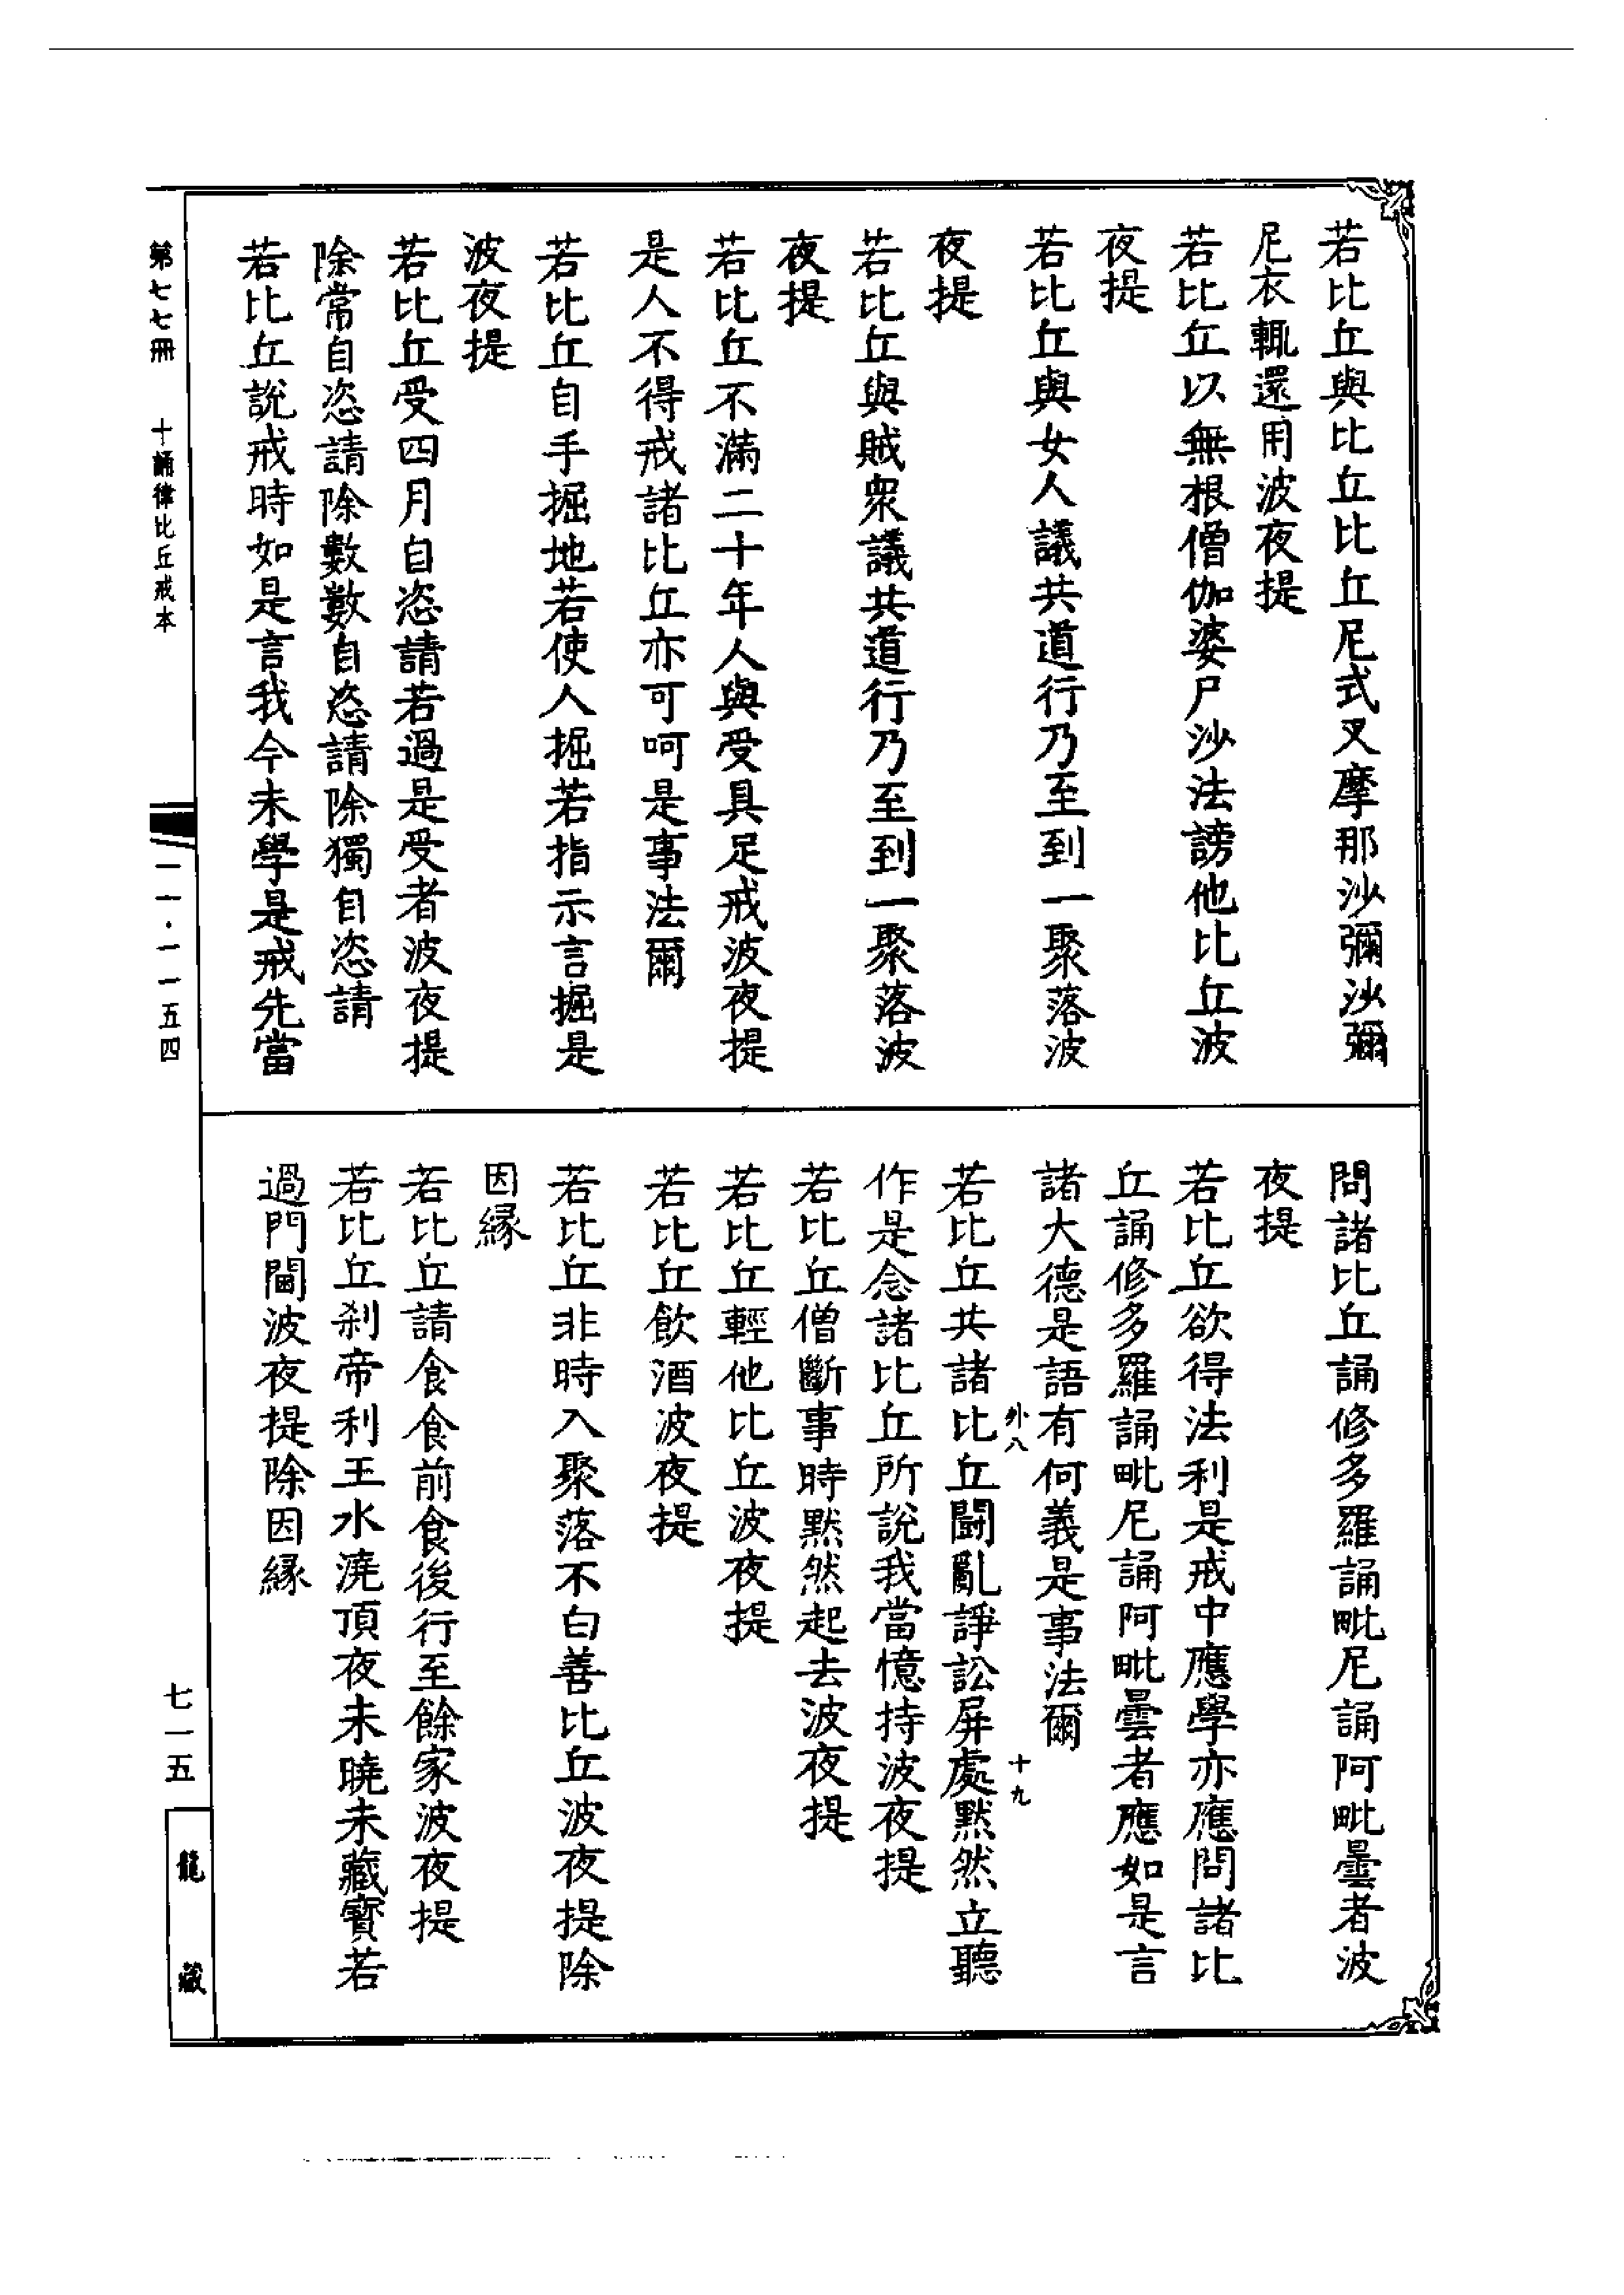 若比丘與比丘比丘尼式叉摩那沙彌沙彌
尼衣輒還用波夜提
若比丘以無根僧伽婆尸沙法謗他比丘波
夜提
若比丘與女人議共道行乃至到一聚落波
夜提
若比丘與賊眾議共道行乃至到一聚落波
夜提
若比丘不滿二十年人與受具足戒波夜提
是人不得戒諸比丘亦可呵是事法爾
若比丘自手掘地若使人掘若指示言掘是
波夜提
若比丘受四月自恣請若過是受者波夜提
除常自恣請除數數自恣請除獨自恣請
若比丘說戒時如是言我今未學是戒先當
問諸比丘誦修多羅誦毗尼誦阿毗曇者波
夜提
若比丘欲得法利是戒中應學亦應問諸比
丘誦修多羅誦毗尼誦阿毗曇者應如是言
諸大德是語有何義是事法爾
外八 十九
若比丘共諸比丘鬪亂諍訟屏處默然立聽
作是念諸比丘所說我當憶持波夜提
若比丘僧斷事時默然起去波夜提
若比丘輕他比丘波夜提
若比丘飲酒波夜提
若比丘非時入聚落不白善比丘波夜提除
因緣
若比丘請食食前食後行至餘家波夜提
若比丘剎帝利王水澆頂夜未曉未藏寶若
過門閫波夜提除因緣
第七七冊 十誦律比丘戒本
一一·一一五四
七一五
龍藏